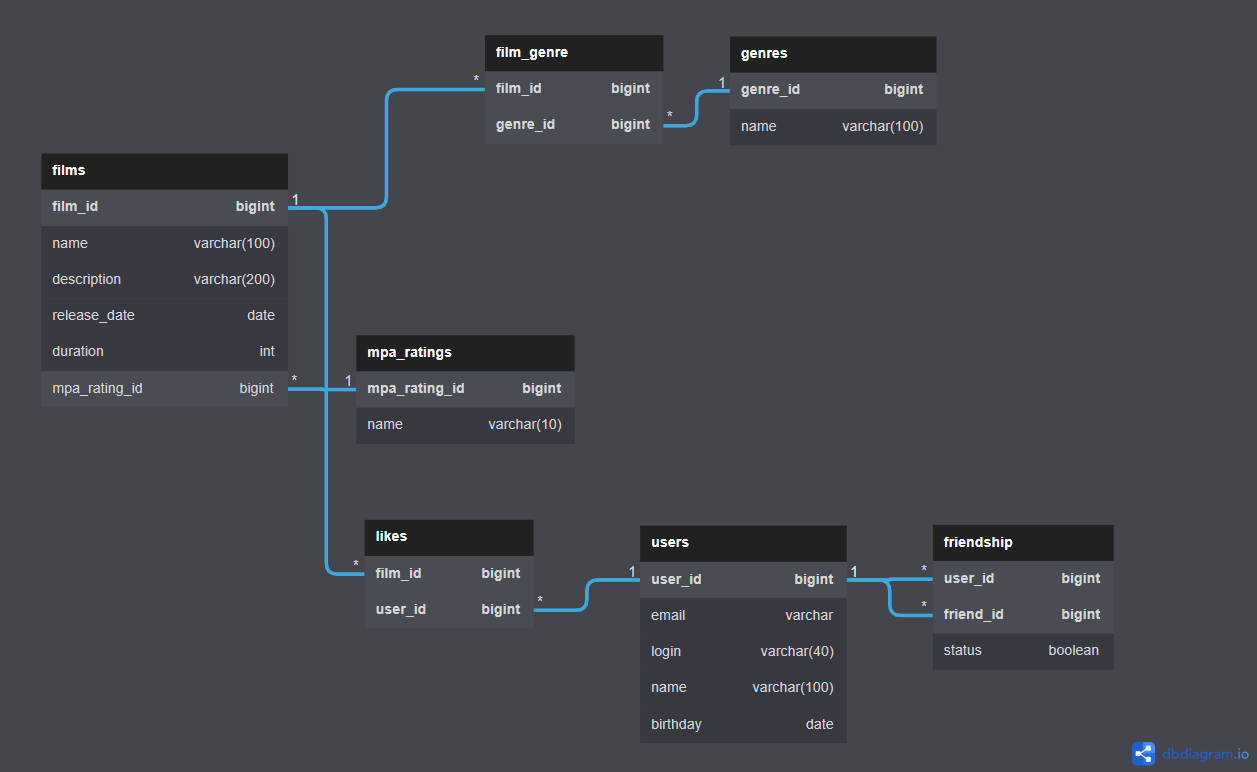 film_genre
film_id bigint
genre_id bigint
*
*
genres
genre_id bigint
name varchar(100)
1
films
film_id bigint
name varchar(100)
description varchar(200)
release_date date
duration int
mpa_rating_id bigint
1
*
mpa_ratings
mpa_rating_id bigint
name varchar(10)
1
likes
film_id bigint
user_id bigint
*
*
users
user_id bigint
email varchar
login varchar(40)
name varchar(100)
birthday date
1
1
friendship
user_id bigint
friend_id bigint
status boolean
*
*
dbdiagram.io